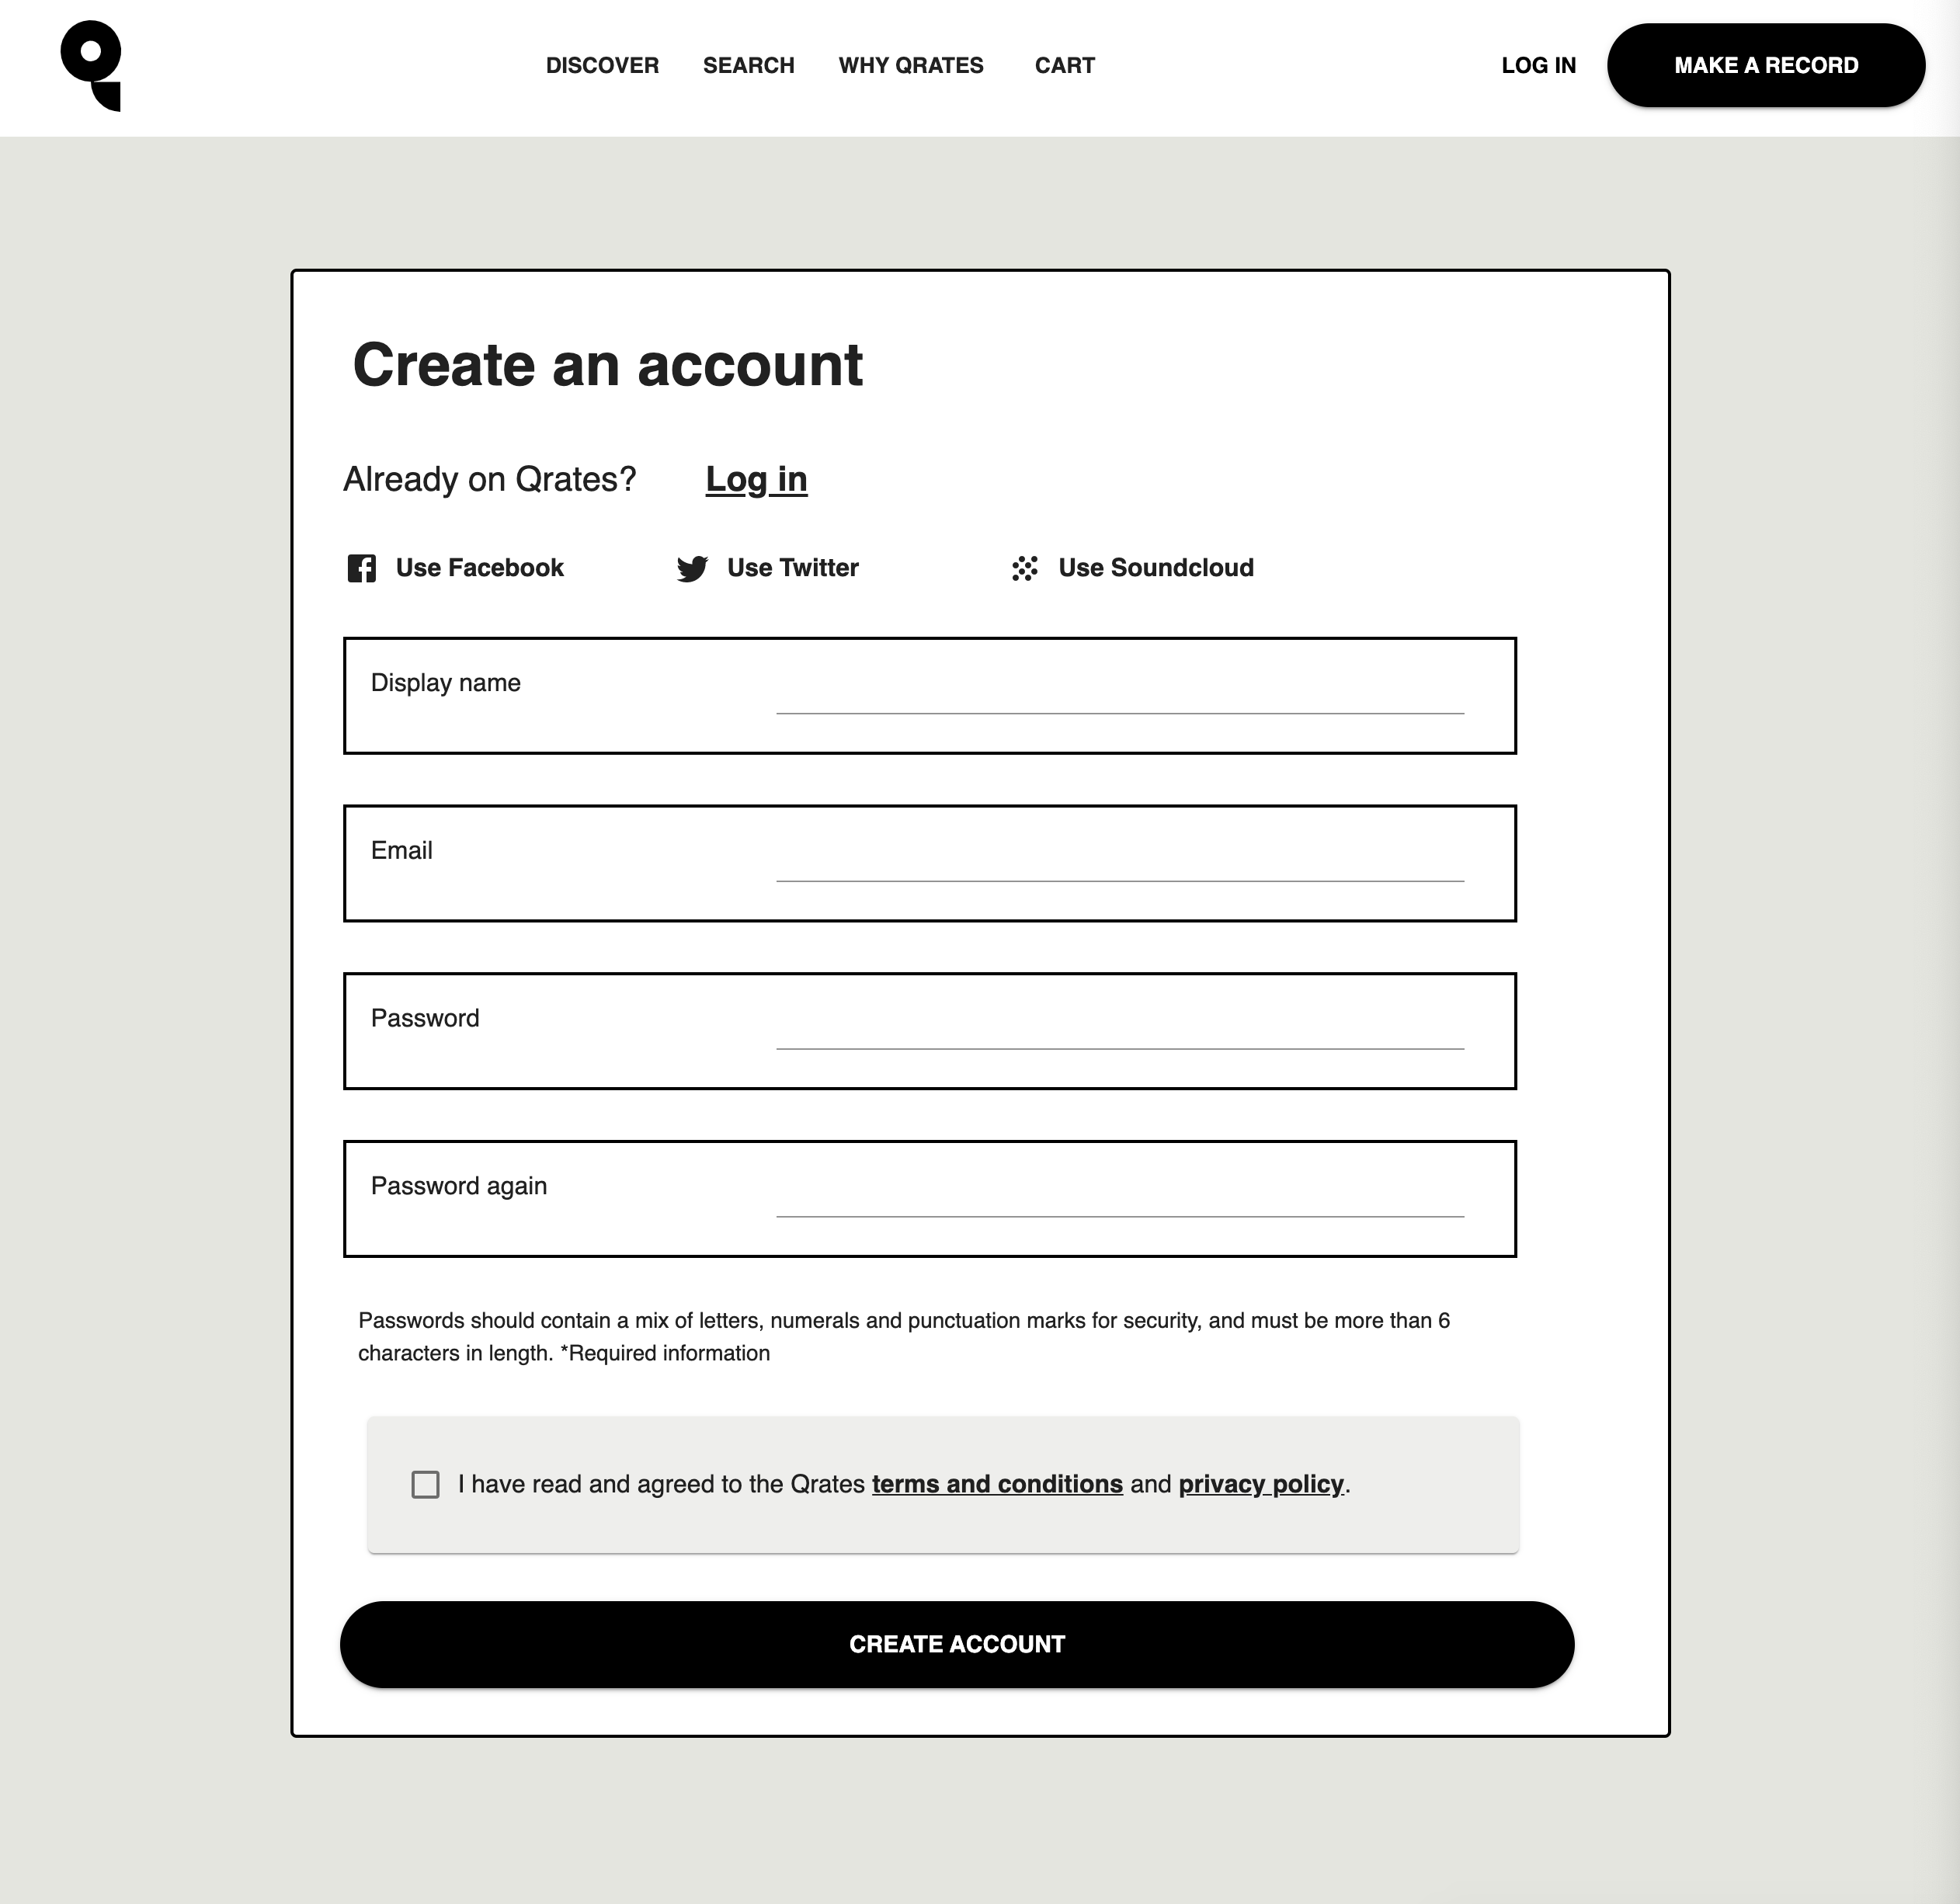 DISCOVER SEARCH WHY QRATES CART LOG IN MAKE A RECORD
Create an account
Already on Qrates? Log in
Use Facebook Use Twitter Use Soundcloud
Display name
Email
Password
Password again
Passwords should contain a mix of letters, numerals and punctuation marks for security, and must be more than 6
characters in length. *Required information
I have read and agreed to the Qrates terms and conditions and privacy policy.
CREATE ACCOUNT